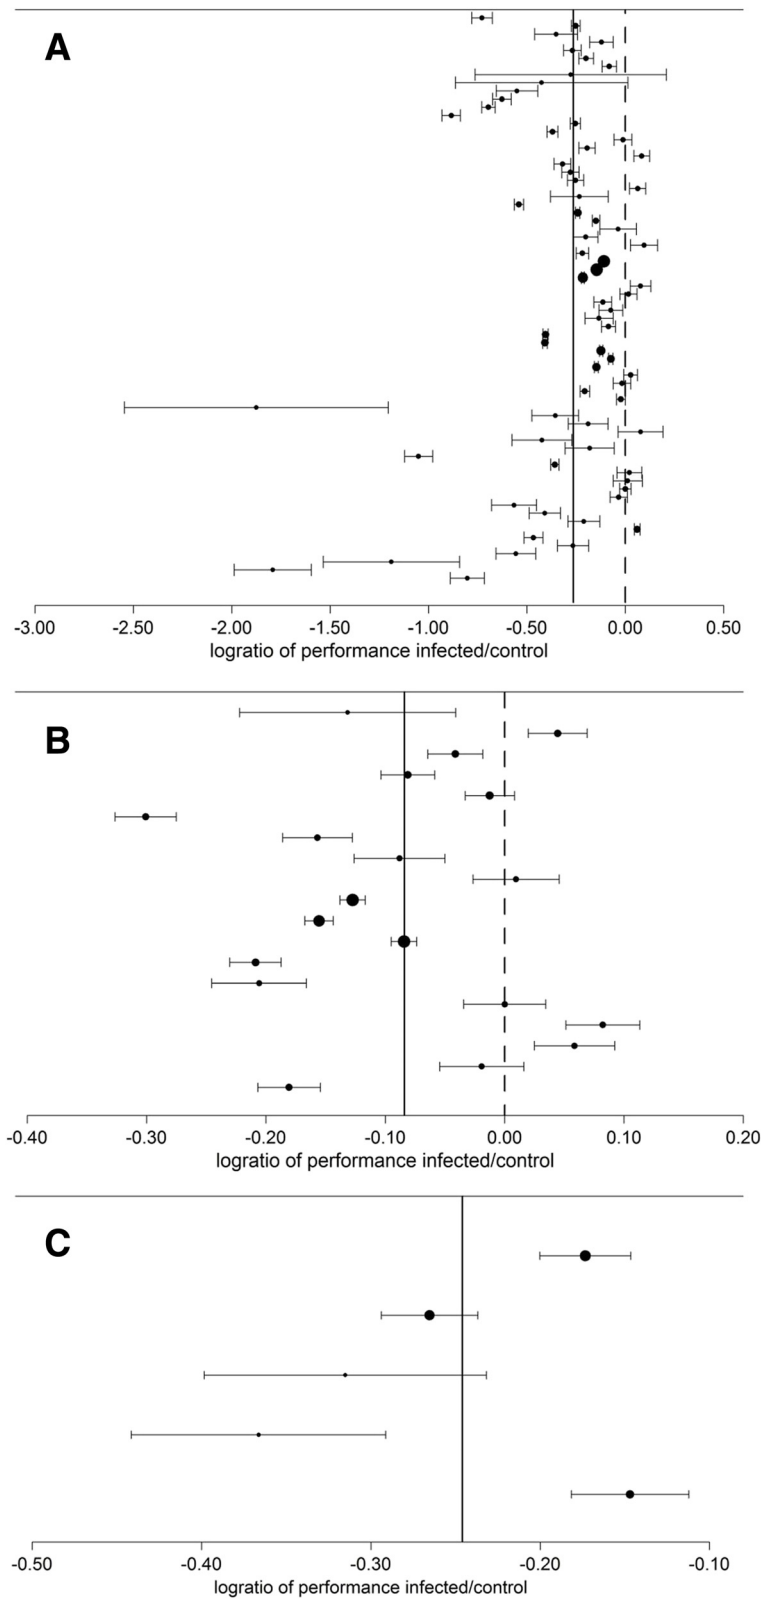 A
-3.00 -2.50 -2.00 -1.50 -1.00 -0.50 0.00 0.50
logratio of performance infected/control
B
-0.40 -0.30 -0.20 -0.10 0.00 0.10 0.20
logratio of performance infected/control
C
-0.50 -0.40 -0.30 -0.20 -0.10
logratio of performance infected/control